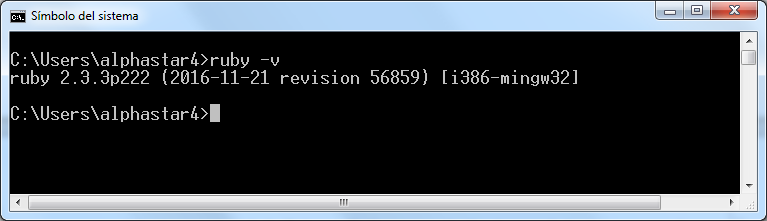 Símbolo del sistema
C:\Users\alphastar4>ruby -v
ruby 2.3.3p222 (2016-11-21 revision 56859) [i386-mingw32]
C:\Users\alphastar4>